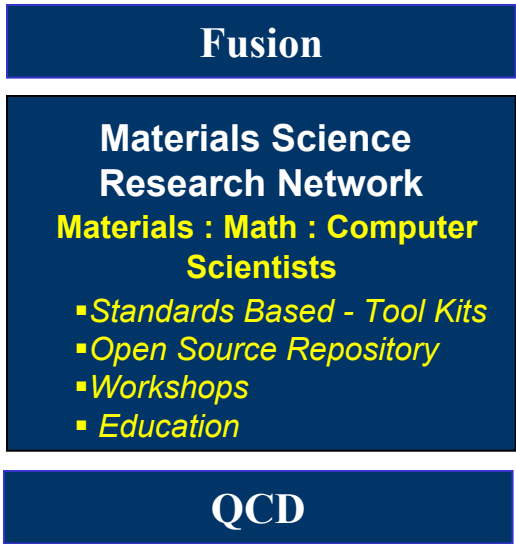 Fusion
Materials Science
Research Network
Materials : Math : Computer
Scientists
▪Standards Based - Tool Kits
▪Open Source Repository
▪Workshops
▪ Education
QCD